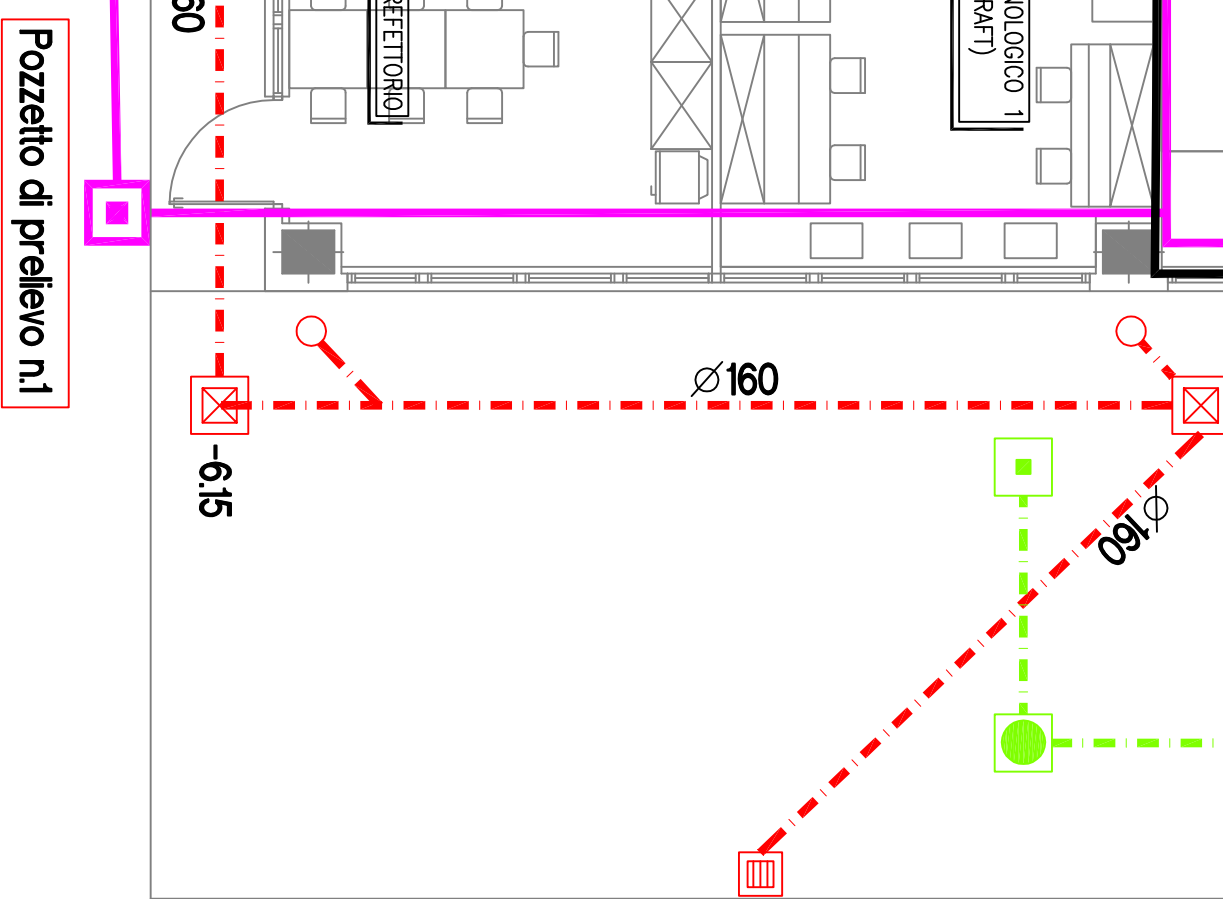 60
REFETTORIO
NOLOGICO 1
RAFT)
Pozzetto di prelievo n.1
∅160
-6.15
∅160